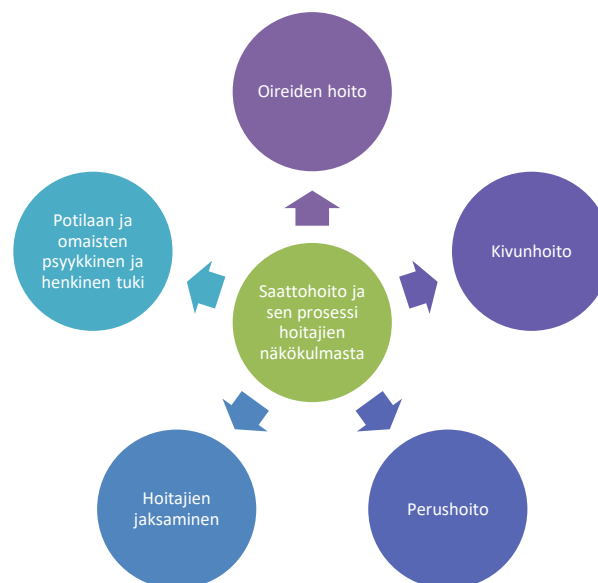 Oireiden hoito
Potilaan ja
omaisten
psyykkinen ja
henkinen tuki
Kivunhoito
Saattohoito ja
sen prosessi
hoitajien
näkökulmasta
Hoitajien
jaksaminen
Perushoito